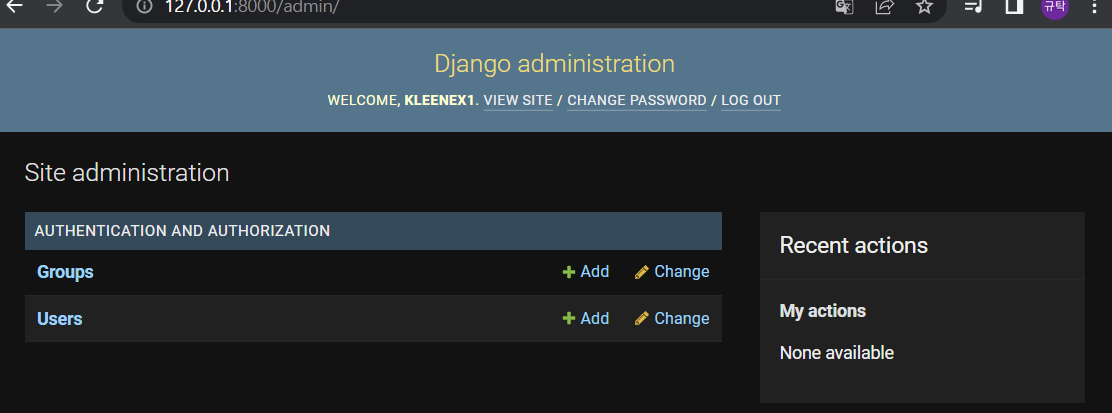 127.0.0.1:8000/admin/
규탁
Django administration
WELCOME, KLEENEX1. VIEW SITE / CHANGE PASSWORD / LOG OUT
Site administration
AUTHENTICATION AND AUTHORIZATION
Groups Add Change
Users Add Change
Recent actions
My actions
None available